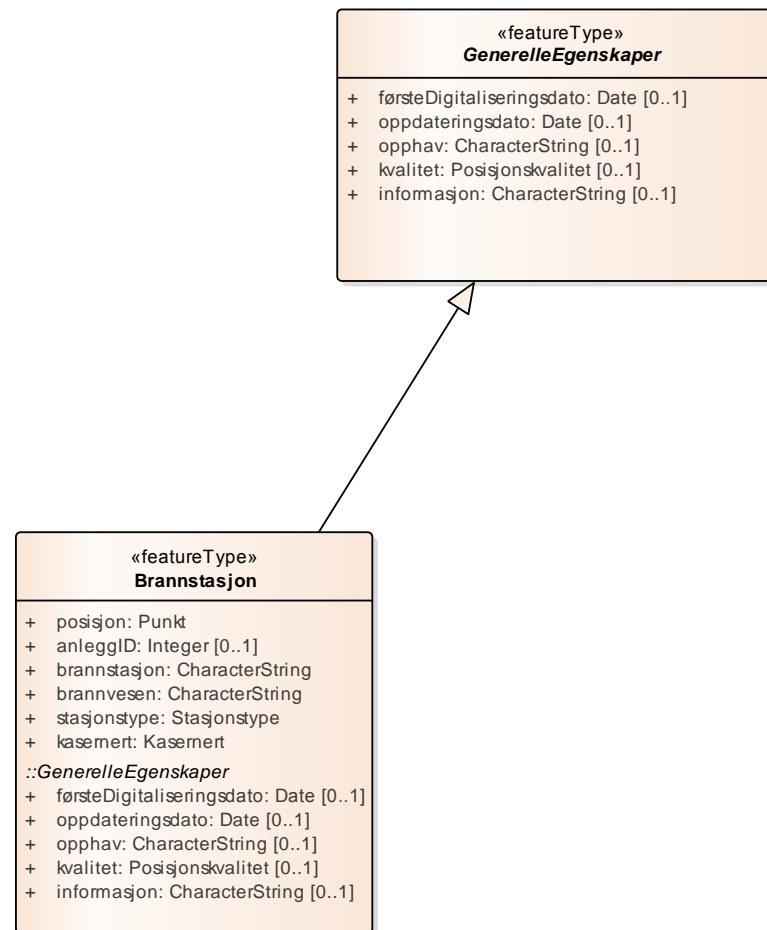 «featureType»
GenerelleEgenskaper
+ førsteDigitaliseringsdato: Date [0..1]
+ oppdateringsdato: Date [0..1]
+ opphav: CharacterString [0..1]
+ kvalitet: Posisjonskvalitet [0..1]
+ informasjon: CharacterString [0..1]
«featureType»
Brannstasjon
+ posisjon: Punkt
+ anleggID: Integer [0..1]
+ brannstasjon: CharacterString
+ brannvesen: CharacterString
+ stasjonstype: Stasjonstype
+ kasernert: Kasernert
::GenerelleEgenskaper
+ førsteDigitaliseringsdato: Date [0..1]
+ oppdateringsdato: Date [0..1]
+ opphav: CharacterString [0..1]
+ kvalitet: Posisjonskvalitet [0..1]
+ informasjon: CharacterString [0..1]